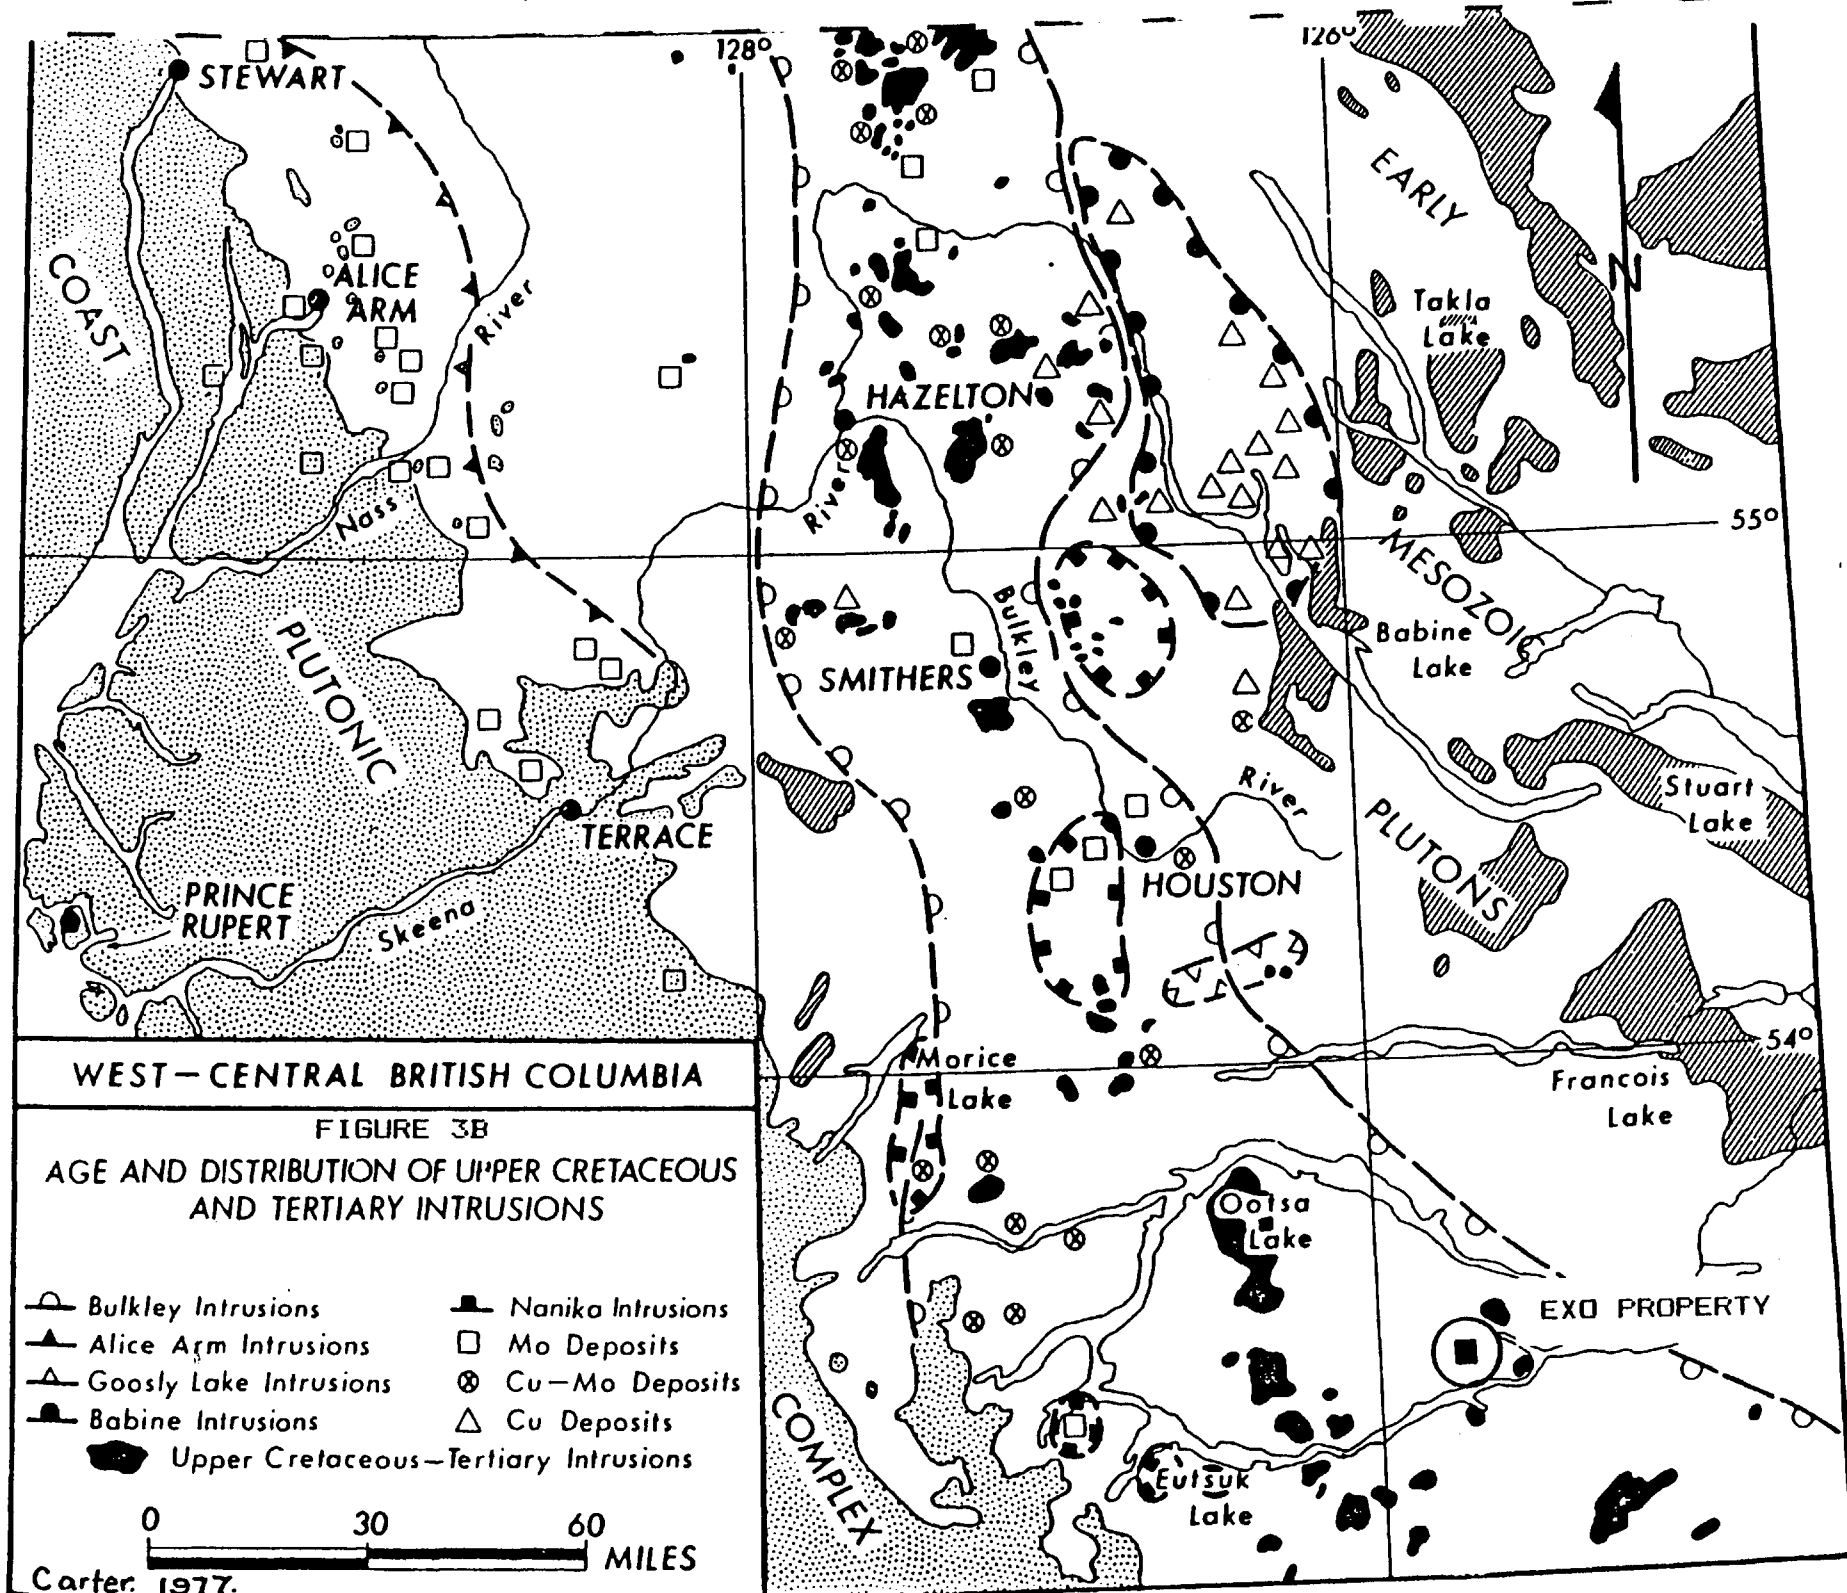 128°
126°
STEWART
EARLY
COAST
ALICE
ARM
River
N
Takla
Lake
HAZELTON
River
Nass
55°
MESOZOIC
Bulkley
PLUTONIC
SMITHERS
Babine
Lake
River
Stuart
Lake
TERRACE
PLUTONS
PRINCE
RUPERT
Skeena
HOUSTON
54°
Morice
Lake
Francois
Lake
WEST-CENTRAL BRITISH COLUMBIA
FIGURE 3B
AGE AND DISTRIBUTION OF UPPER CRETACEOUS
AND TERTIARY INTRUSIONS
Ootsa
Lake
EXO PROPERTY
Bulkley Intrusions
Alice Arm Intrusions
Goosly Lake Intrusions
Babine Intrusions
Nanika Intrusions
Mo Deposits
Cu-Mo Deposits
Cu Deposits
Upper Cretaceous-Tertiary Intrusions
COMPLEX
Eutsuk
Lake
0 30 60
MILES
Carter. 1977.